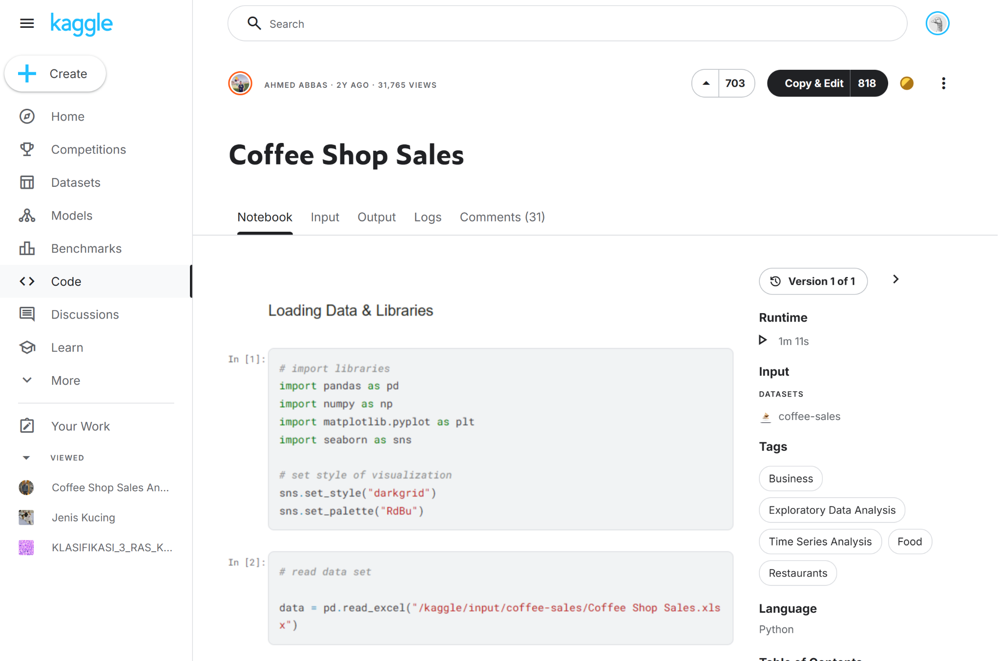 kaggle
Create
Home
Competitions
Datasets
Models
Benchmarks
Code
Discussions
Learn
More
Your Work
VIEWED
Coffee Shop Sales An...
Jenis Kucing
KLASIFIKASI_3_RAS_K...
Search
AHMED ABBAS · 2Y AGO · 31,765 VIEWS
703
Copy & Edit 818
Coffee Shop Sales
Notebook Input Output Logs Comments (31)
Loading Data & Libraries
In [1]:
# import libraries
import pandas as pd
import numpy as np
import matplotlib.pyplot as plt
import seaborn as sns
# set style of visualization
sns.set_style("darkgrid")
sns.set_palette("RdBu")
In [2]:
# read data set
data = pd.read_excel("/kaggle/input/coffee-sales/Coffee Shop Sales.xls
x")
Version 1 of 1
Runtime
1m 11s
Input
DATASETS
coffee-sales
Tags
Business
Exploratory Data Analysis
Time Series Analysis Food
Restaurants
Language
Python
Table of Contents